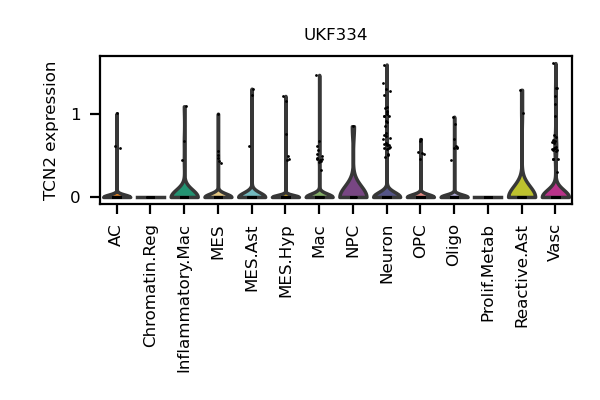 UKF334
TCN2 expression
1
0
AC
Chromatin.Reg
Inflammatory.Mac
MES
MES.Ast
MES.Hyp
Mac
NPC
Neuron
OPC
Oligo
Prolif.Metab
Reactive.Ast
Vasc